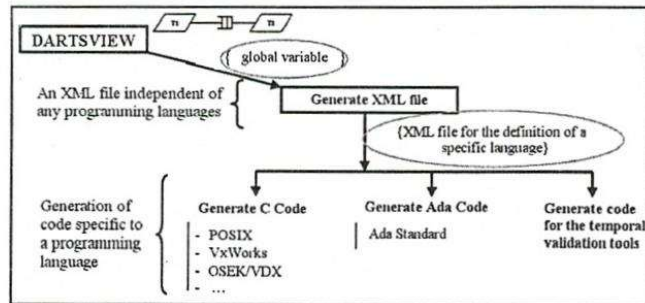 T1 T1
DARTSVIEW
{ global variable }
An XML file independent of
any programming languages
Generate XML file
{XML file for the definition of a
specific language}
Generation of
code specific to
a programming
language
Generate C Code
- POSIX
- VxWorks
- OSEK/VDX
- ...
Generate Ada Code
Ada Standard
Generate code
for the temporal
validation tools